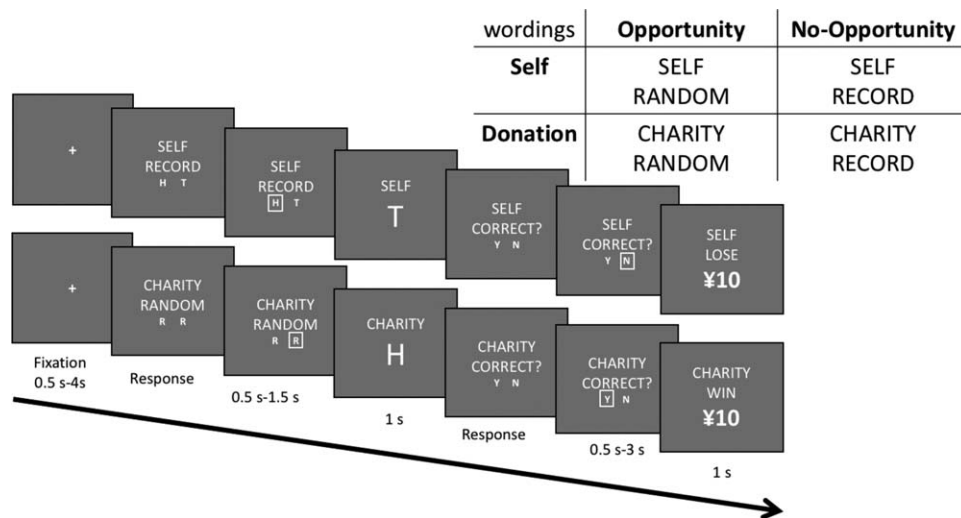 wordings Opportunity No-Opportunity
Self SELF SELF
RANDOM RECORD
Donation CHARITY CHARITY
RANDOM RECORD
+
SELF
RECORD
H T
SELF
RECORD
H T
SELF
T
SELF
CORRECT?
Y N
SELF
CORRECT?
Y N
SELF
LOSE
¥10
+
CHARITY
RANDOM
R R
CHARITY
RANDOM
R R
CHARITY
H
CHARITY
CORRECT?
Y N
CHARITY
CORRECT?
Y N
CHARITY
WIN
¥10
Fixation
0.5 s-4s
Response
0.5 s-1.5 s
1 s
Response
0.5 s-3 s
1 s